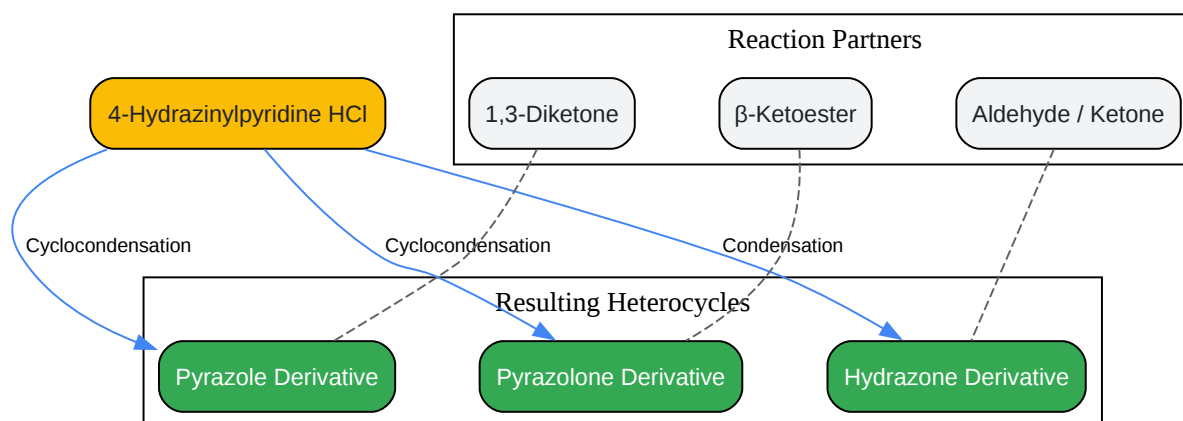 Reaction Partners
4-Hydrazinylpyridine HCl
1,3-Diketone
β-Ketoester
Aldehyde / Ketone
Cyclocondensation
Cyclocondensation
Condensation
Resulting Heterocycles
Pyrazole Derivative
Pyrazolone Derivative
Hydrazone Derivative